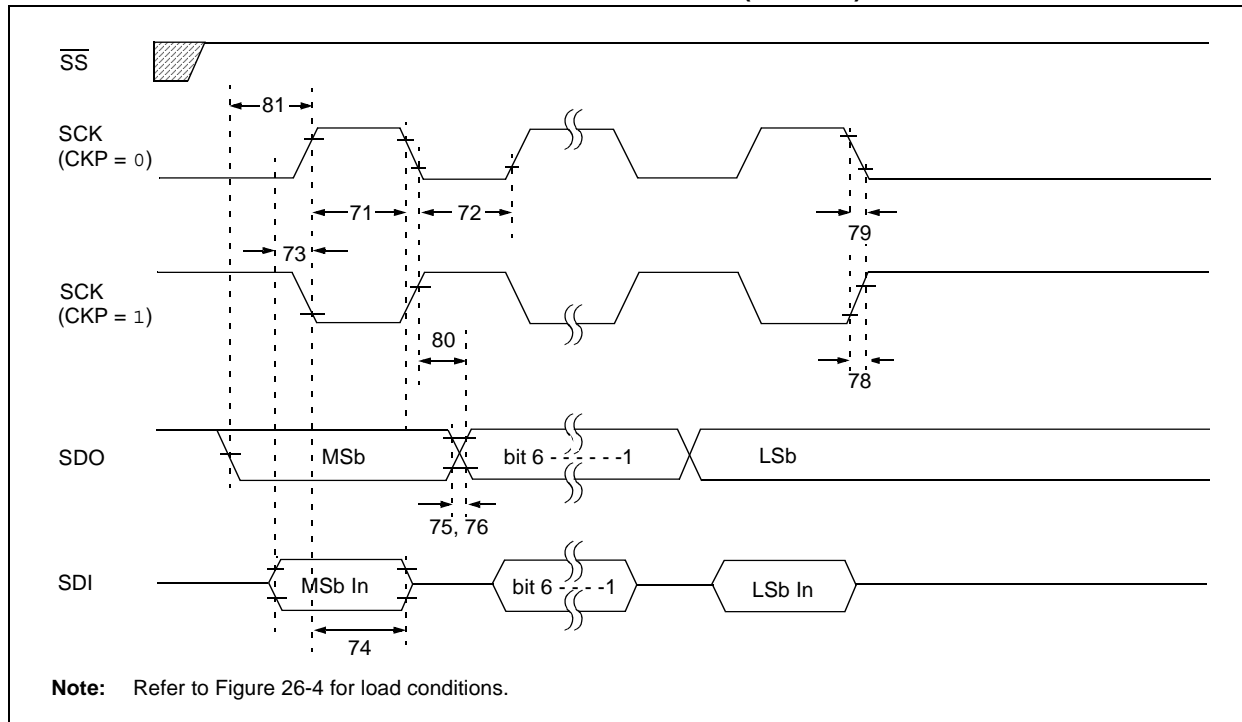 SS
81
SCK
(CKP = 0)
71
72
79
73
SCK
(CKP = 1)
80
78
SDO
MSb
bit 6 - - - - - - -1
LSb
75, 76
SDI
MSb In
bit 6 - - - - -1
LSb In
74
Note: Refer to Figure 26-4 for load conditions.